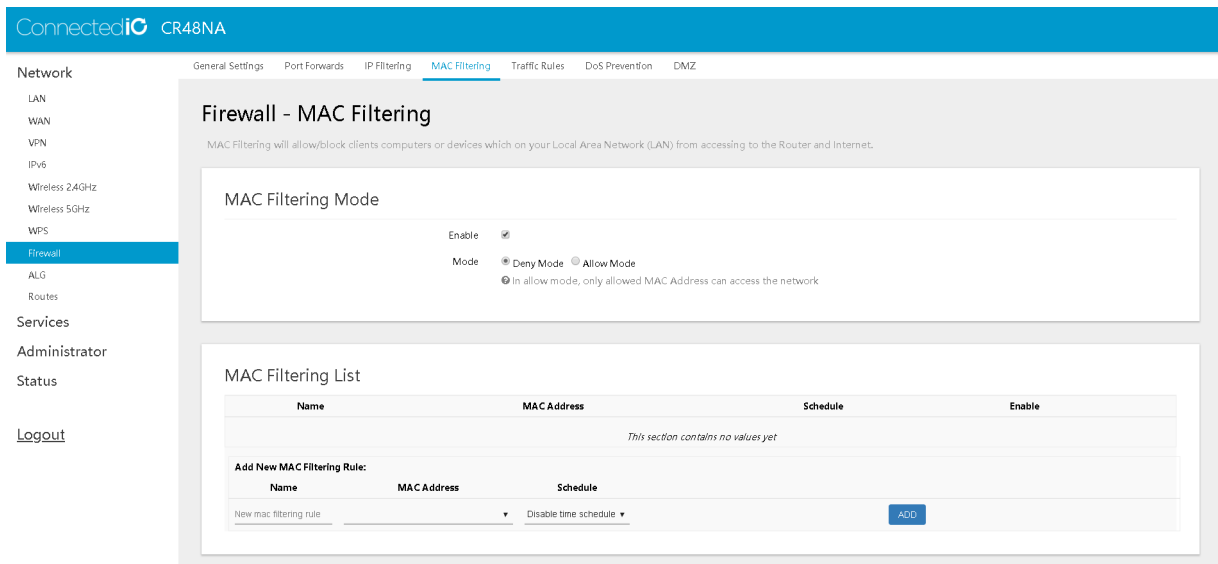 ConnectediO CR48NA
Network
LAN
WAN
VPN
IPv6
Wireless 2.4GHz
Wireless 5GHz
WPS
Firewall
ALG
Routes
Services
Administrator
Status
Logout
General Settings Port Forwards IP Filtering MAC Filtering Traffic Rules DoS Prevention DMZ
Firewall - MAC Filtering
MAC Filtering will allow/block clients computers or devices which on your Local Area Network (LAN) from accessing to the Router and Internet.
MAC Filtering Mode
Enable
Mode Deny Mode Allow Mode
In allow mode, only allowed MAC Address can access the network
MAC Filtering List
Name MAC Address Schedule Enable
This section contains no values yet
Add New MAC Filtering Rule:
Name MAC Address Schedule
New mac filtering rule Disable time schedule ADD